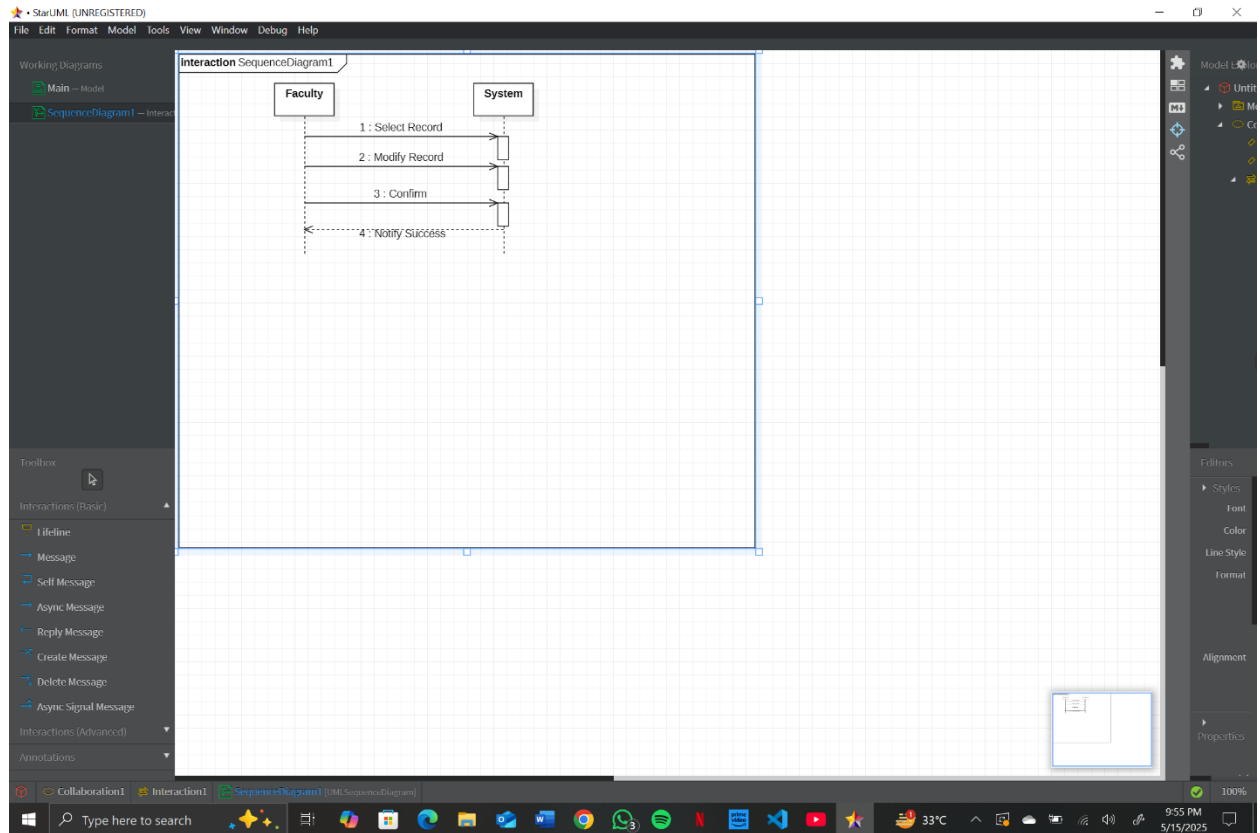 • StarUML (UNREGISTERED)
File Edit Format Model Tools View Window Debug Help
Working Diagrams
Main — Model
SequenceDiagram1 — Interac
interaction SequenceDiagram1
Faculty
System
1 : Select Record
2 : Modify Record
3 : Confirm
4 : Notify Success
Toolbox
Interactions (Basic)
Lifeline
Message
Self Message
Async Message
Reply Message
Create Message
Delete Message
Async Signal Message
Interactions (Advanced)
Annotations
Model
Untit
Co
Editors
Styles
Font
Color
Line Style
Format
Alignment
Properties
Collaboration1 Interaction1 SequenceDiagram1 [UMLSequenceDiagram]
100%
Type here to search
33°C
9:55 PM
5/15/2025